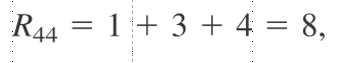 R₄₄ = 1 + 3 + 4 = 8,